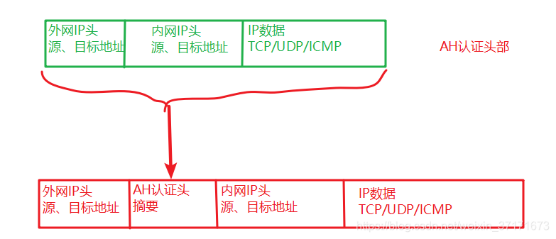 外网IP头
源、目标地址
内网IP头
源、目标地址
IP数据
TCP/UDP/ICMP
AH认证头部
外网IP头
源、目标地址
AH认证头
摘要
内网IP头
源、目标地址
IP数据
TCP/UDP/ICMP